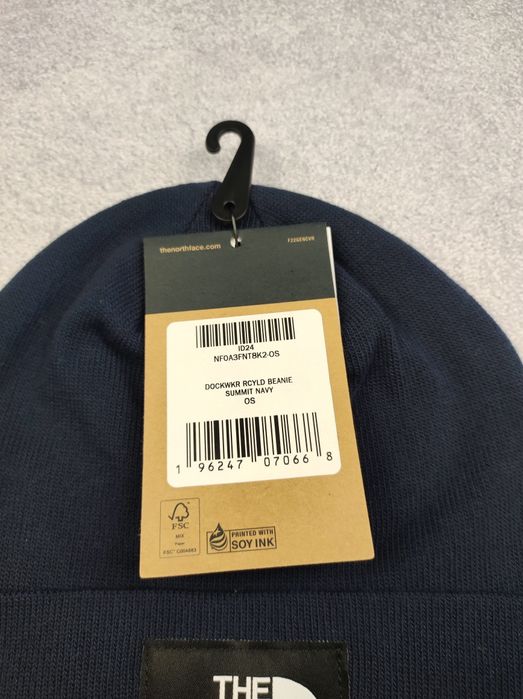 thenorthface.com
ID24
NF0A3FNT8K2-OS
DOCKWKR RCYLD BEANIE
SUMMIT NAVY
OS
1 96247 07066 8
FSC
MIX
Paper
PRINTED WITH
SOY INK
THE